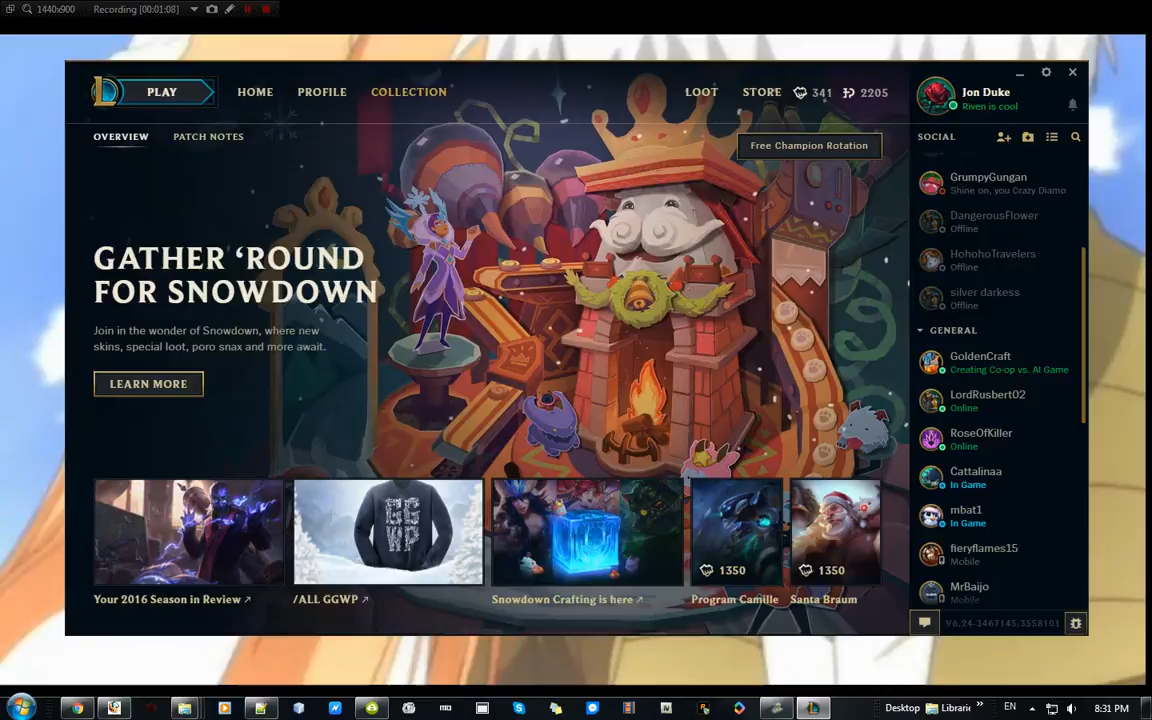 1440x900 Recording [00:01:08]
PLAY HOME PROFILE COLLECTION LOOT STORE 341 2205
Jon Duke
Riven is cool
OVERVIEW PATCH NOTES
Free Champion Rotation
SOCIAL
GrumpyGungan
Shine on, you Crazy Diamo
DangerousFlower
Offline
HohohoTravelers
Offline
silver darkess
Offline
GENERAL
GoldenCraft
Creating Co-op vs. AI Game
LordRusbert02
Online
RoseOfKiller
Online
Cattalinaa
In Game
mbat1
In Game
fieryflames15
Mobile
MrBaijo
Mobile
V6.24-3467145.3558101
GATHER ‘ROUND
FOR SNOWDOWN
Join in the wonder of Snowdown, where new
skins, special loot, poro snax and more await.
LEARN MORE
GG
WP
1350
1350
Your 2016 Season in Review
/ALL GGWP
Snowdown Crafting is here
Program Camille
Santa Braum
Desktop Librarie » EN 8:31 PM